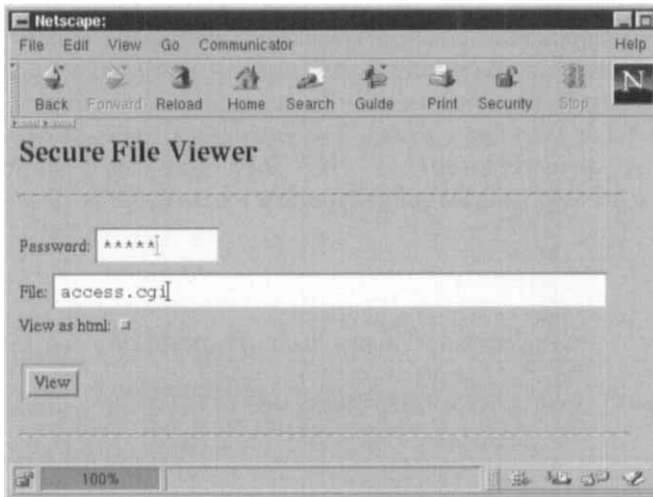 Netscape:
File Edit View Go Communicator Help
Back Forward Reload Home Search Guide Print Security Stop
N
Secure File Viewer
Password: *****
File: access.cgi
View as html:
View
100%